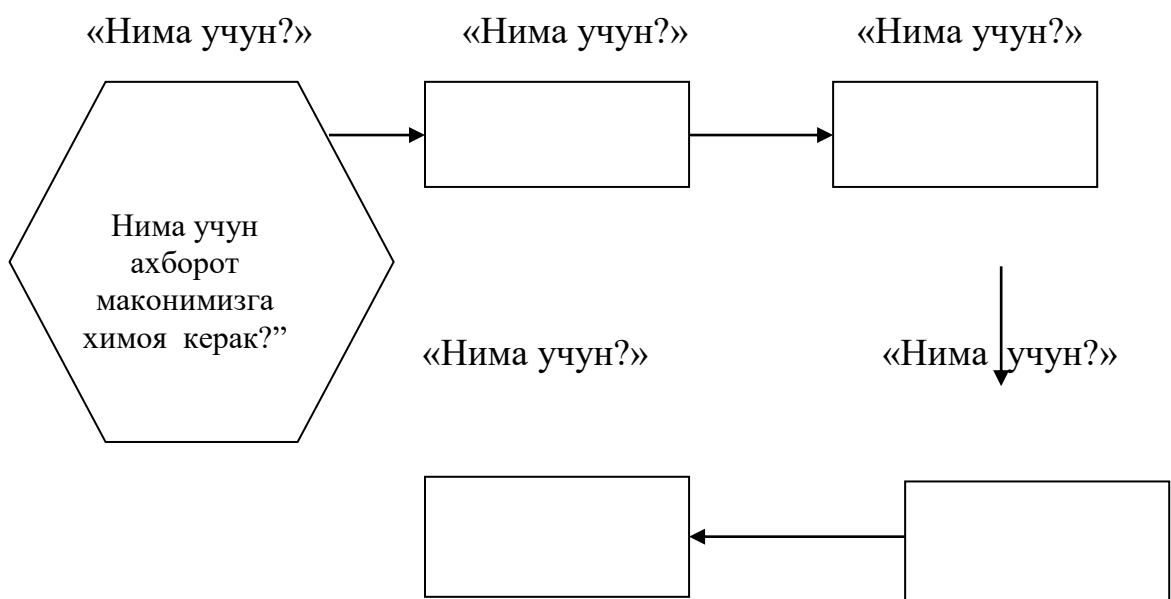 «Нима учун?» «Нима учун?» «Нима учун?»
Нима учун
ахборот
маконимизга
химоя керак?”
«Нима учун?» «Нима учун?»